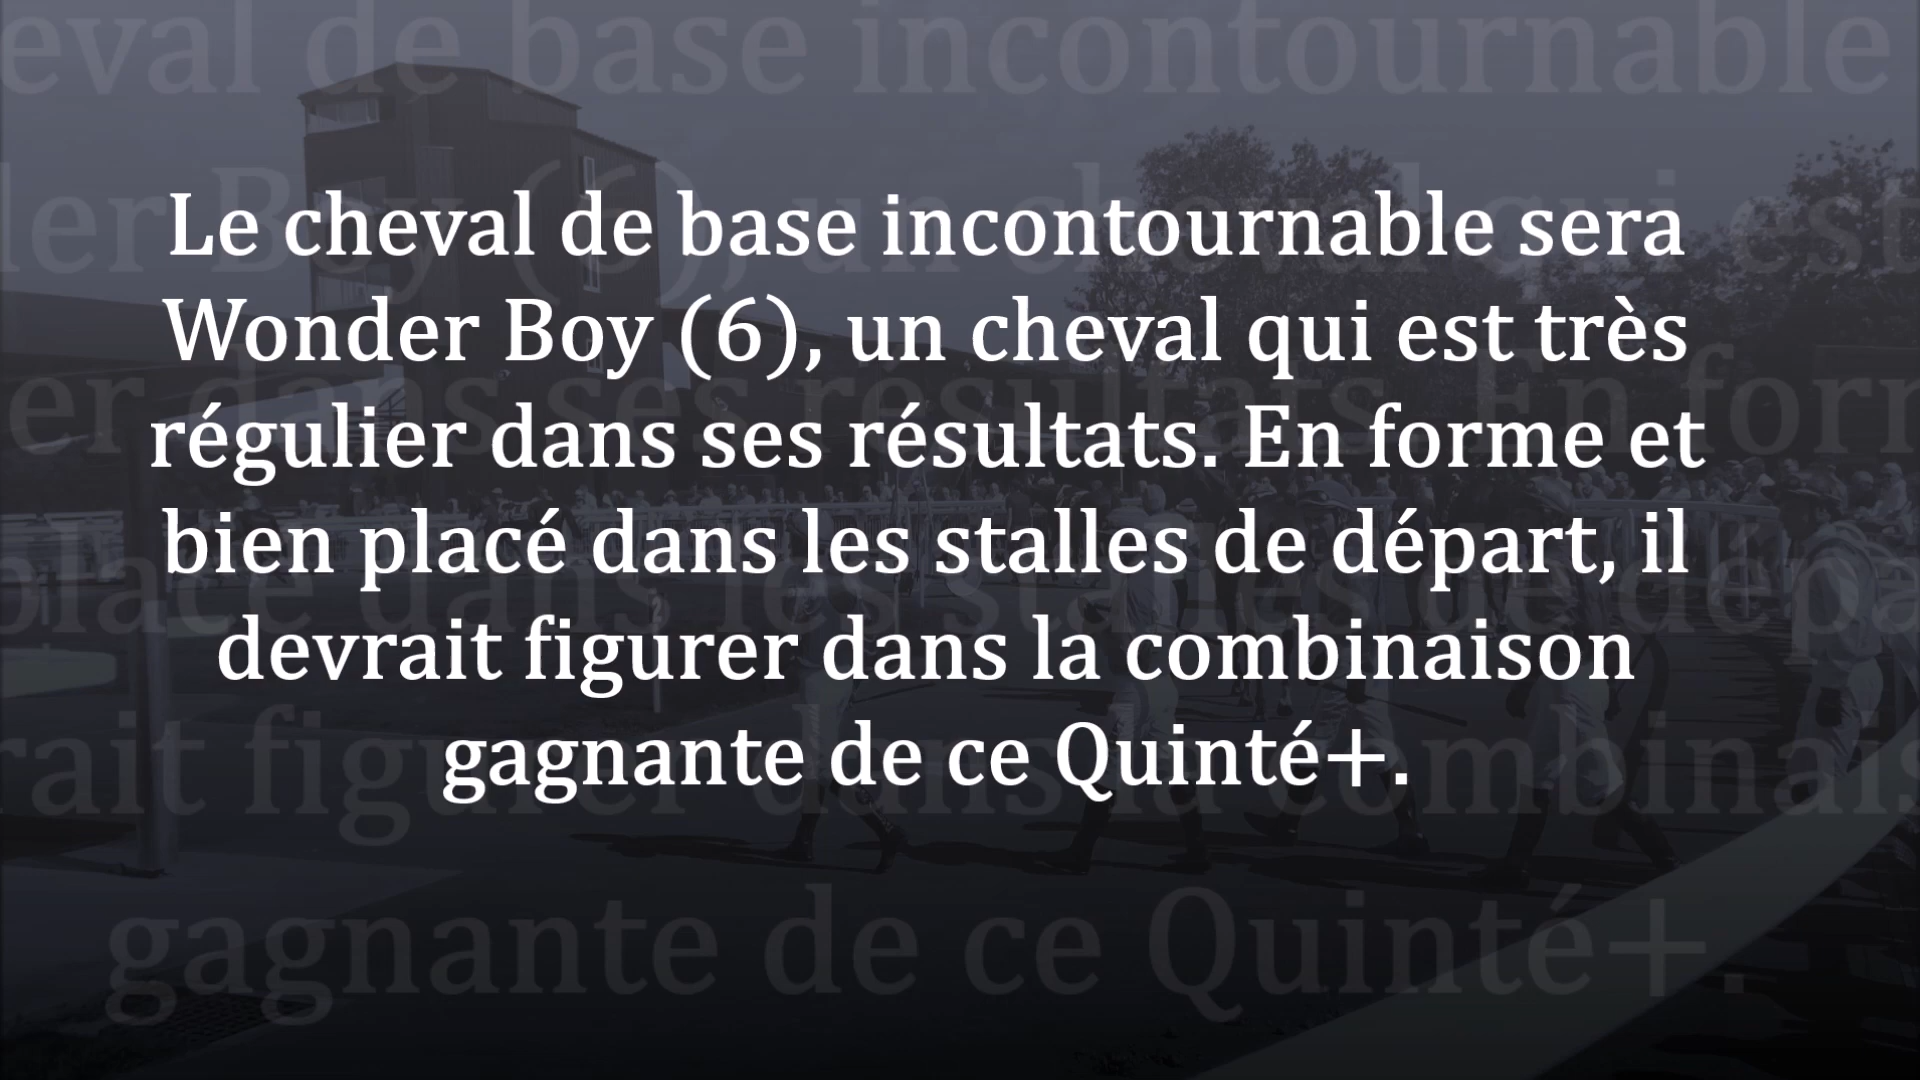 Le cheval de base incontournable sera
Wonder Boy (6), un cheval qui est très
régulier dans ses résultats. En forme et
bien placé dans les stalles de départ, il
devrait figurer dans la combinaison
gagnante de ce Quinté+.